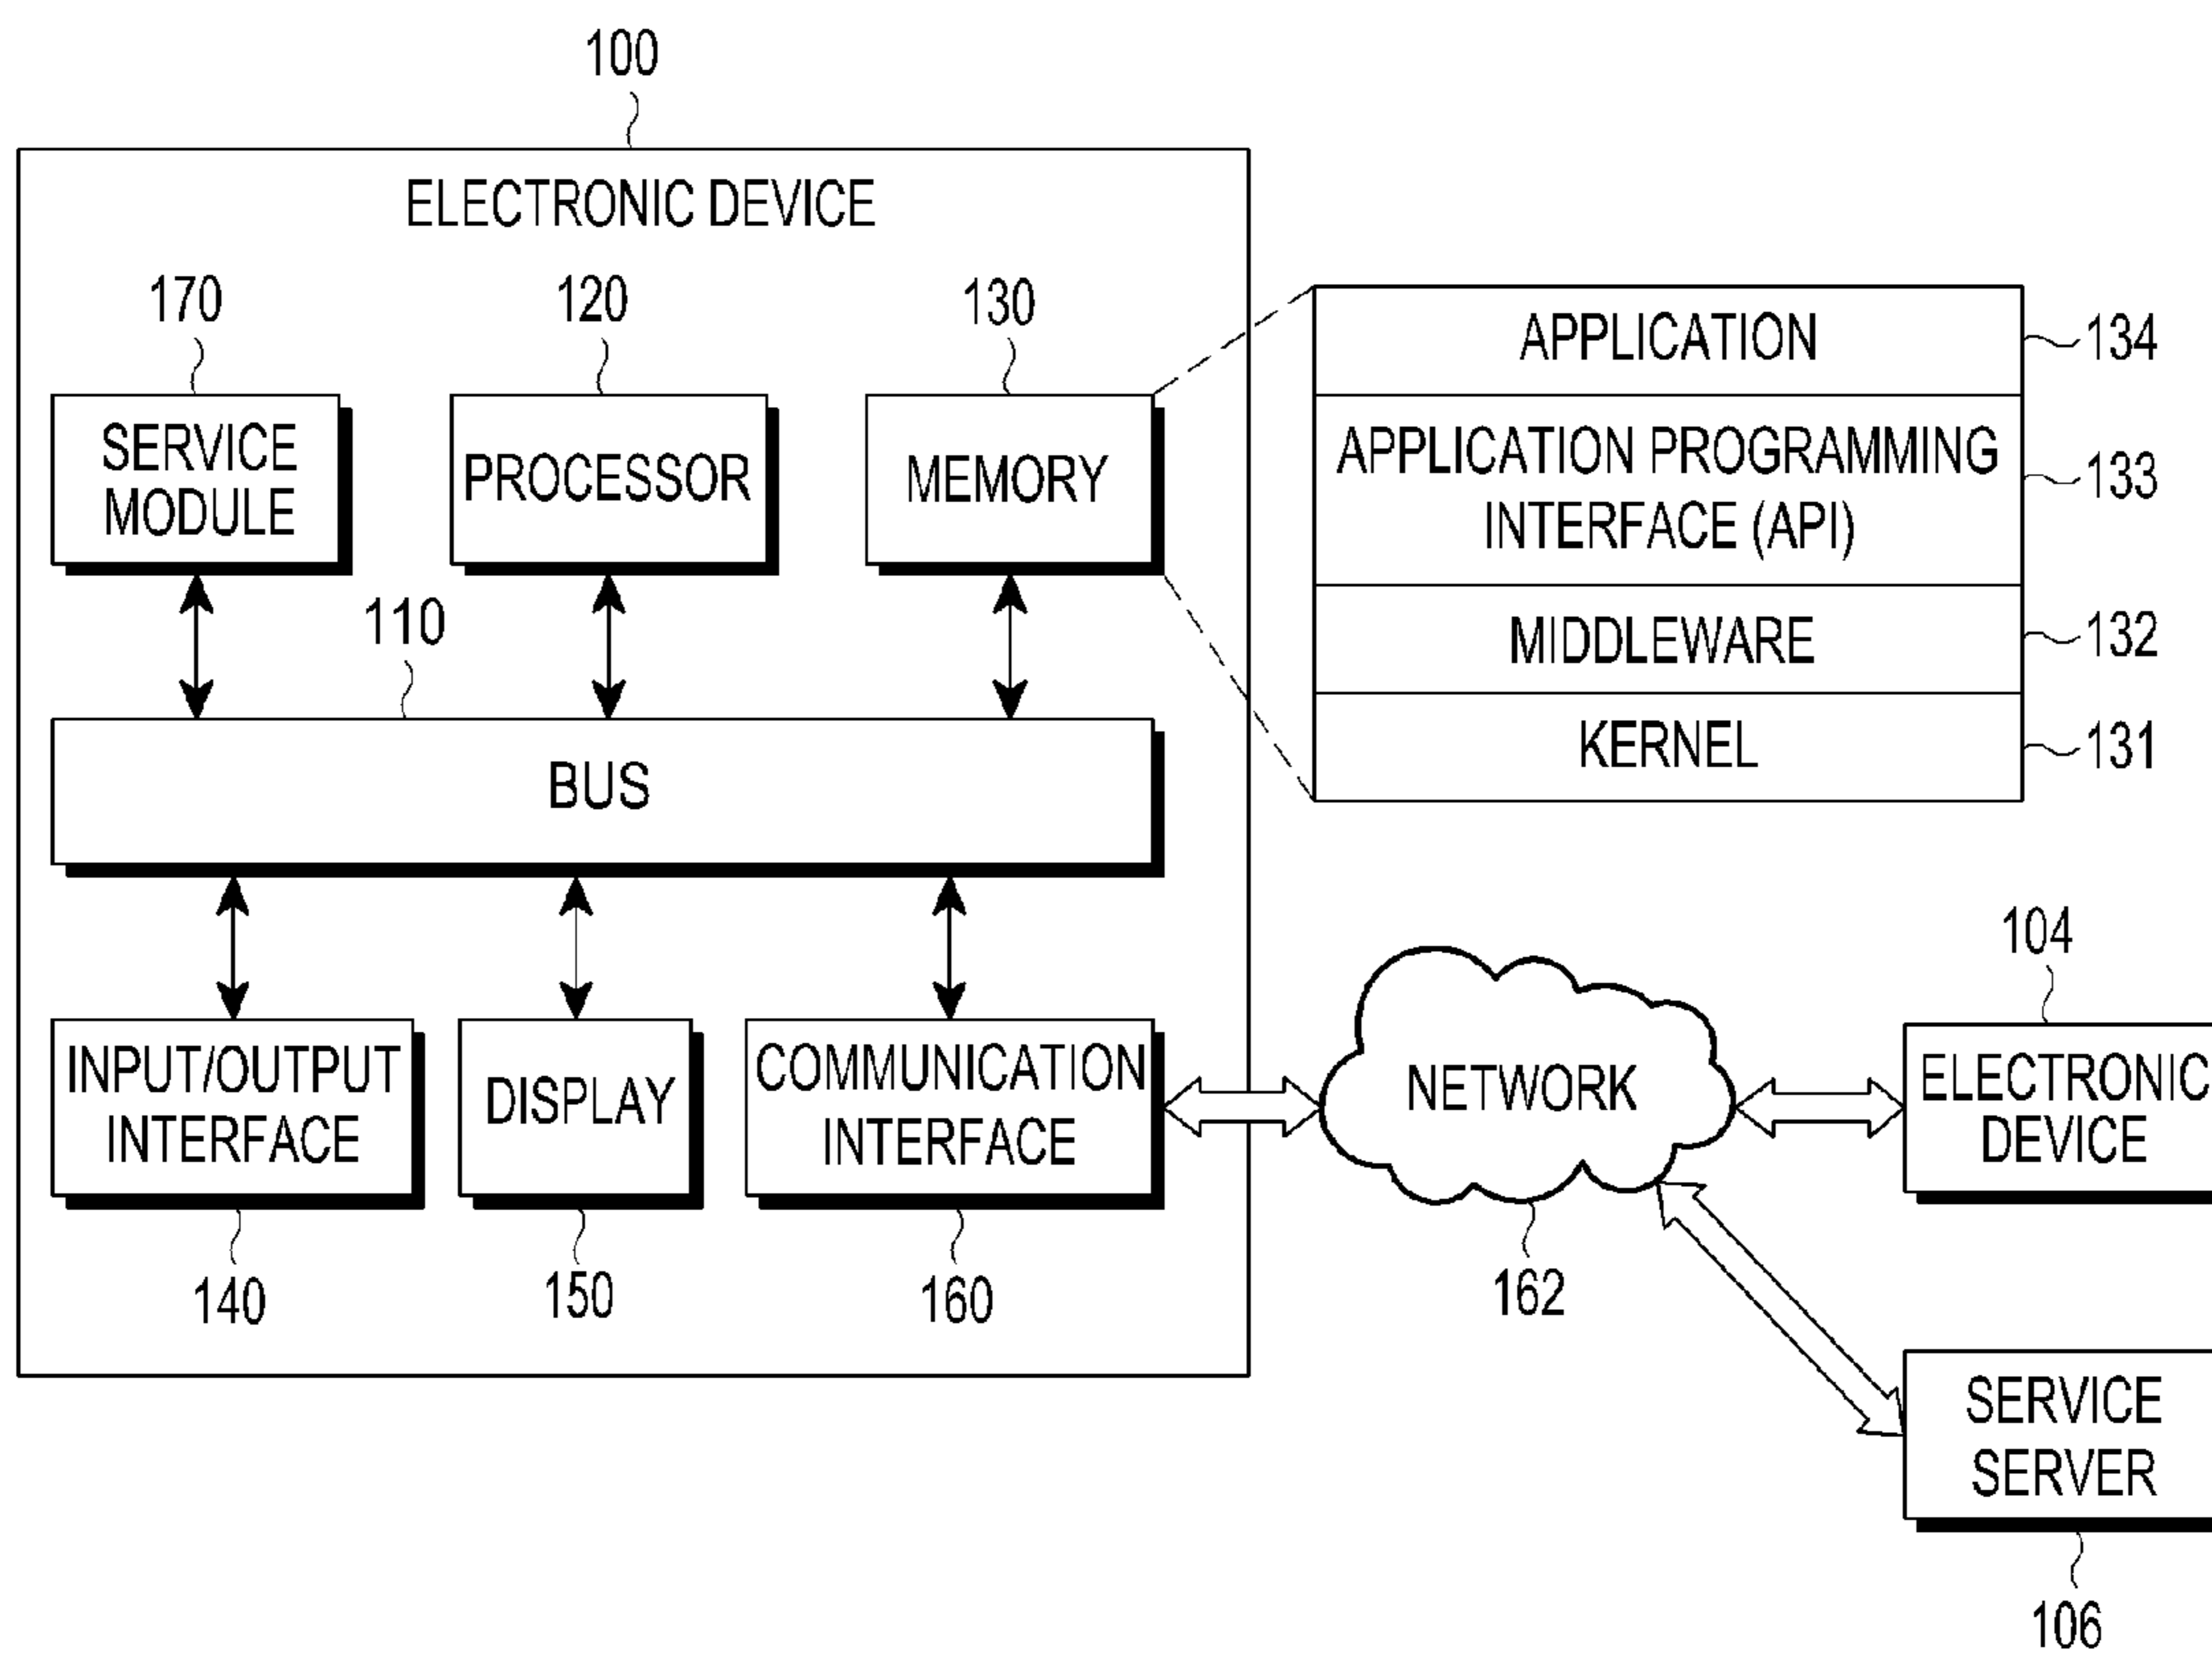 100
ELECTRONIC DEVICE
170
120
130
SERVICE
MODULE
PROCESSOR
MEMORY
110
BUS
INPUT/OUTPUT
INTERFACE
DISPLAY
COMMUNICATION
INTERFACE
140
150
160
APPLICATION
134
APPLICATION PROGRAMMING
INTERFACE (API)
133
MIDDLEWARE
132
KERNEL
131
NETWORK
162
104
ELECTRONIC
DEVICE
SERVICE
SERVER
106